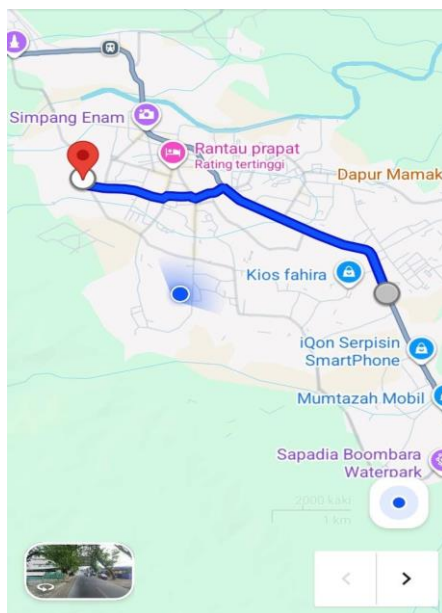 Simpang Enam
Rantau prapat
Rating tertinggi
Dapur Mamak
Kios fahira
iQon Serpisin
SmartPhone
Mumtazah Mobil
Sapadia Boombara
Waterpark
2000 kaki
1 km